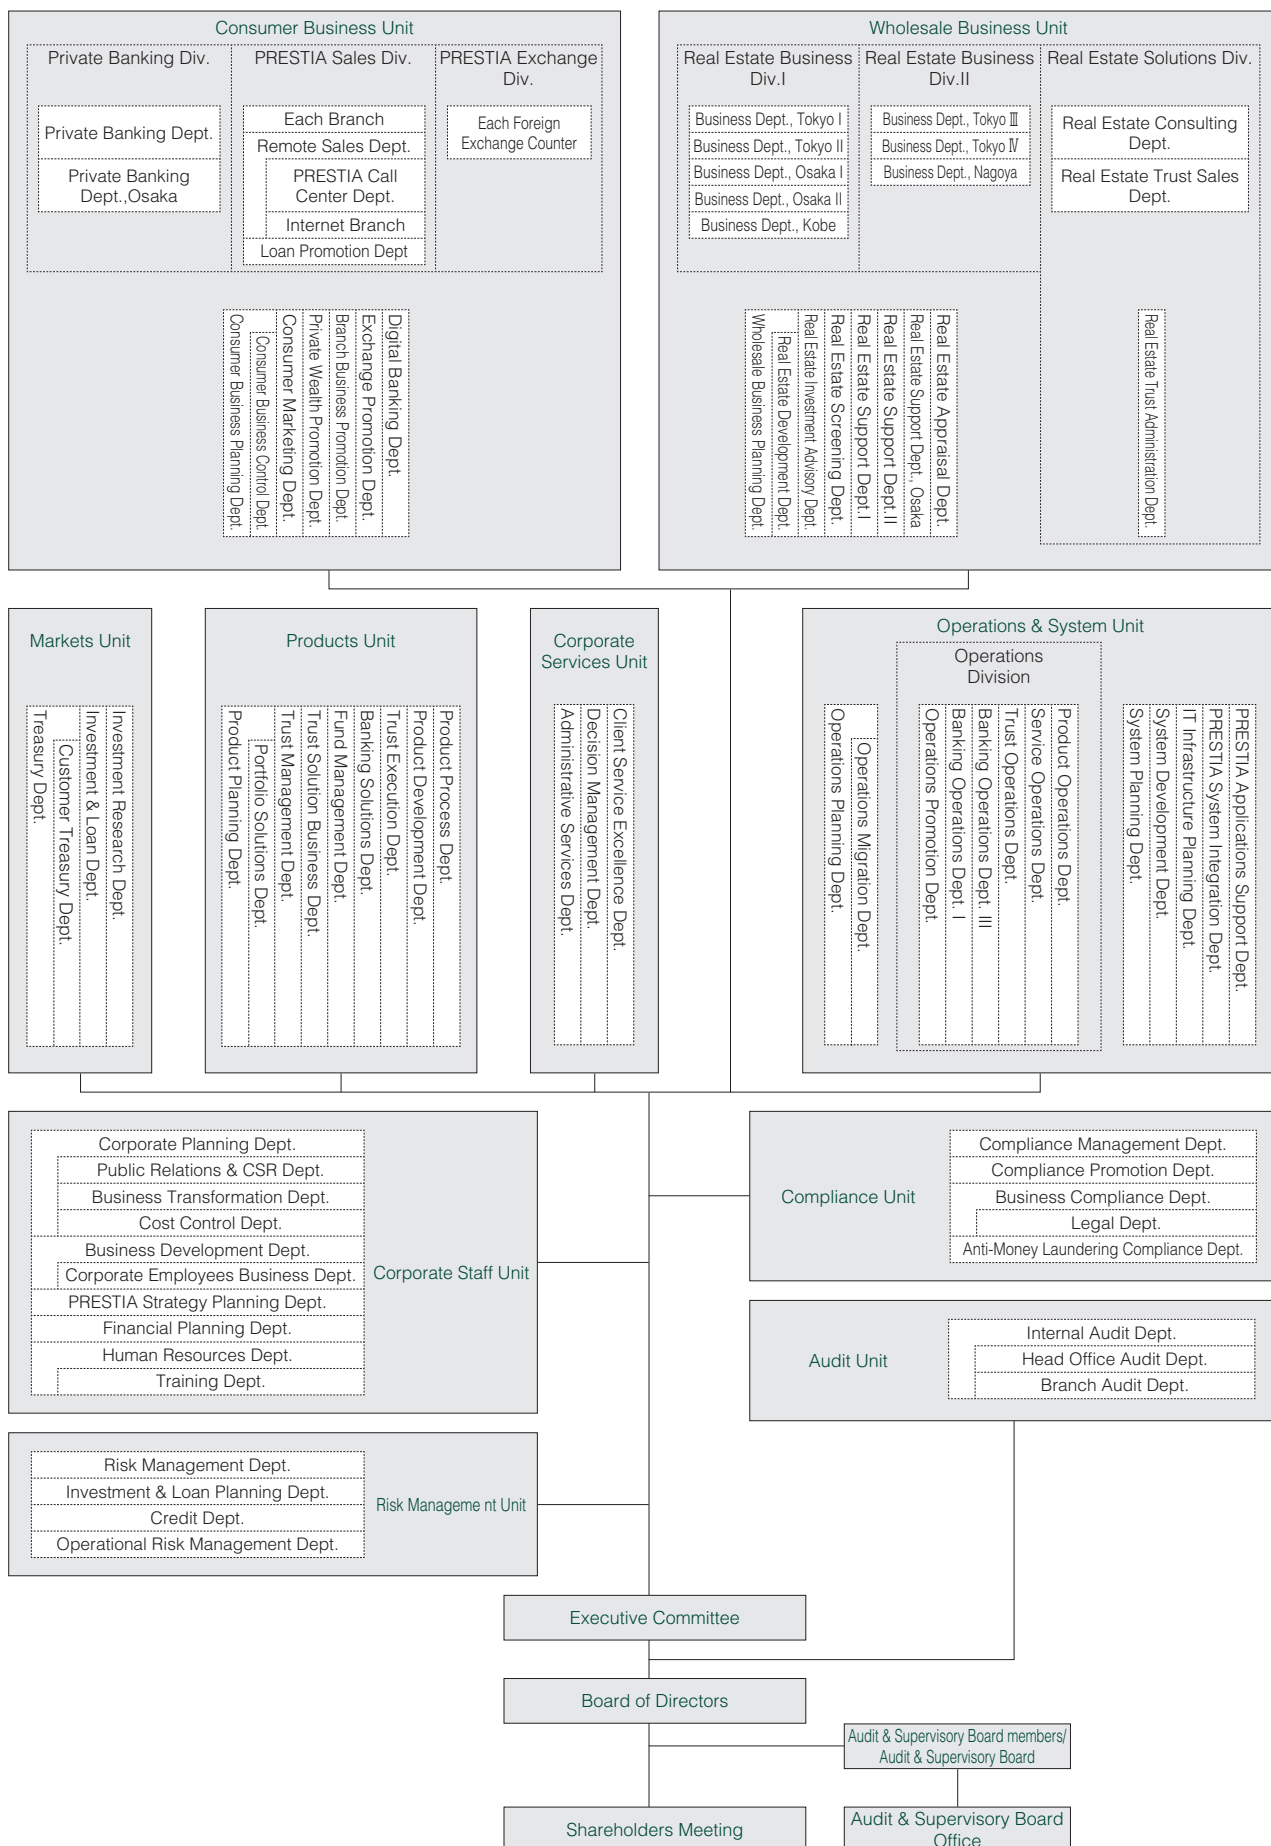 Consumer Business Unit
Private Banking Div.
PRESTIA Sales Div.
PRESTIA Exchange
Div.
Private Banking Dept.
Private Banking
Dept.,Osaka
Each Branch
Remote Sales Dept.
PRESTIA Call
Center Dept.
Internet Branch
Loan Promotion Dept
Each Foreign
Exchange Counter
Consumer Business Planning Dept.
Consumer Business Control Dept.
Consumer Marketing Dept.
Private Wealth Promotion Dept.
Branch Business Promotion Dept.
Exchange Promotion Dept.
Digital Banking Dept.
Wholesale Business Unit
Real Estate Business
Div.I
Real Estate Business
Div.II
Real Estate Solutions Div.
Business Dept., Tokyo I
Business Dept., Tokyo II
Business Dept., Osaka I
Business Dept., Osaka II
Business Dept., Kobe
Business Dept., Tokyo Ⅲ
Business Dept., Tokyo Ⅳ
Business Dept., Nagoya
Real Estate Consulting
Dept.
Real Estate Trust Sales
Dept.
Wholesale Business Planning Dept.
Real Estate Development Dept.
Real Estate Investment Advisory Dept.
Real Estate Screening Dept.
Real Estate Support Dept.I
Real Estate Support Dept.II
Real Estate Support Dept., Osaka
Real Estate Appraisal Dept.
Real Estate Trust Administration Dept.
Markets Unit
Treasury Dept.
Customer Treasury Dept.
Investment & Loan Dept.
Investment Research Dept.
Products Unit
Product Planning Dept.
Portfolio Solutions Dept.
Trust Management Dept.
Trust Solution Business Dept.
Fund Management Dept.
Banking Solutions Dept.
Trust Execution Dept.
Product Development Dept.
Product Process Dept.
Corporate
Services Unit
Administrative Services Dept.
Decision Management Dept.
Client Service Excellence Dept.
Operations & System Unit
Operations
Division
Operations Planning Dept.
Operations Migration Dept.
Operations Promotion Dept.
Banking Operations Dept. I
Banking Operations Dept. III
Trust Operations Dept.
Service Operations Dept.
Product Operations Dept.
System Planning Dept.
System Development Dept.
IT Infrastructure Planning Dept.
PRESTIA System Integration Dept.
PRESTIA Applications Support Dept.
Corporate Planning Dept.
Public Relations & CSR Dept.
Business Transformation Dept.
Cost Control Dept.
Business Development Dept.
Corporate Employees Business Dept.
PRESTIA Strategy Planning Dept.
Financial Planning Dept.
Human Resources Dept.
Training Dept.
Corporate Staff Unit
Compliance Unit
Compliance Management Dept.
Compliance Promotion Dept.
Business Compliance Dept.
Legal Dept.
Anti-Money Laundering Compliance Dept.
Audit Unit
Internal Audit Dept.
Head Office Audit Dept.
Branch Audit Dept.
Risk Management Dept.
Investment & Loan Planning Dept.
Credit Dept.
Operational Risk Management Dept.
Risk Manageme nt Unit
Executive Committee
Board of Directors
Audit & Supervisory Board members/
Audit & Supervisory Board
Shareholders Meeting
Audit & Supervisory Board
Office